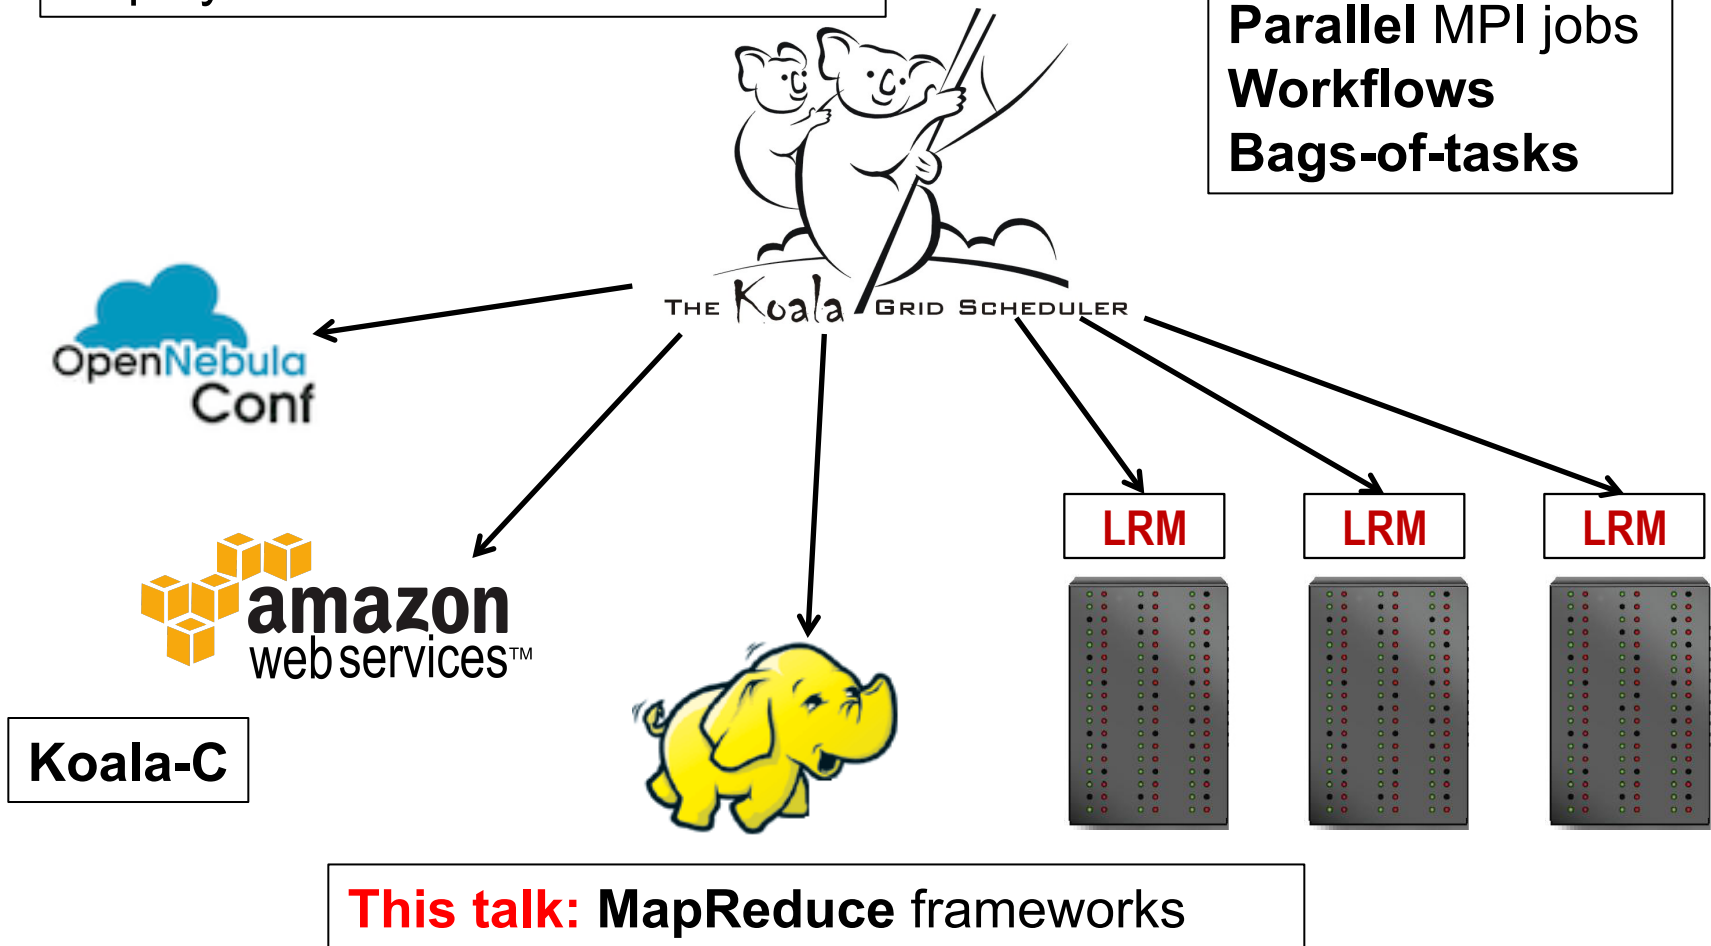 Parallel MPI jobs
Workflows
Bags-of-tasks
THE Koala GRID SCHEDULER
OpenNebula
Conf
LRM LRM LRM
amazon
web services™
Koala-C
This talk: MapReduce frameworks